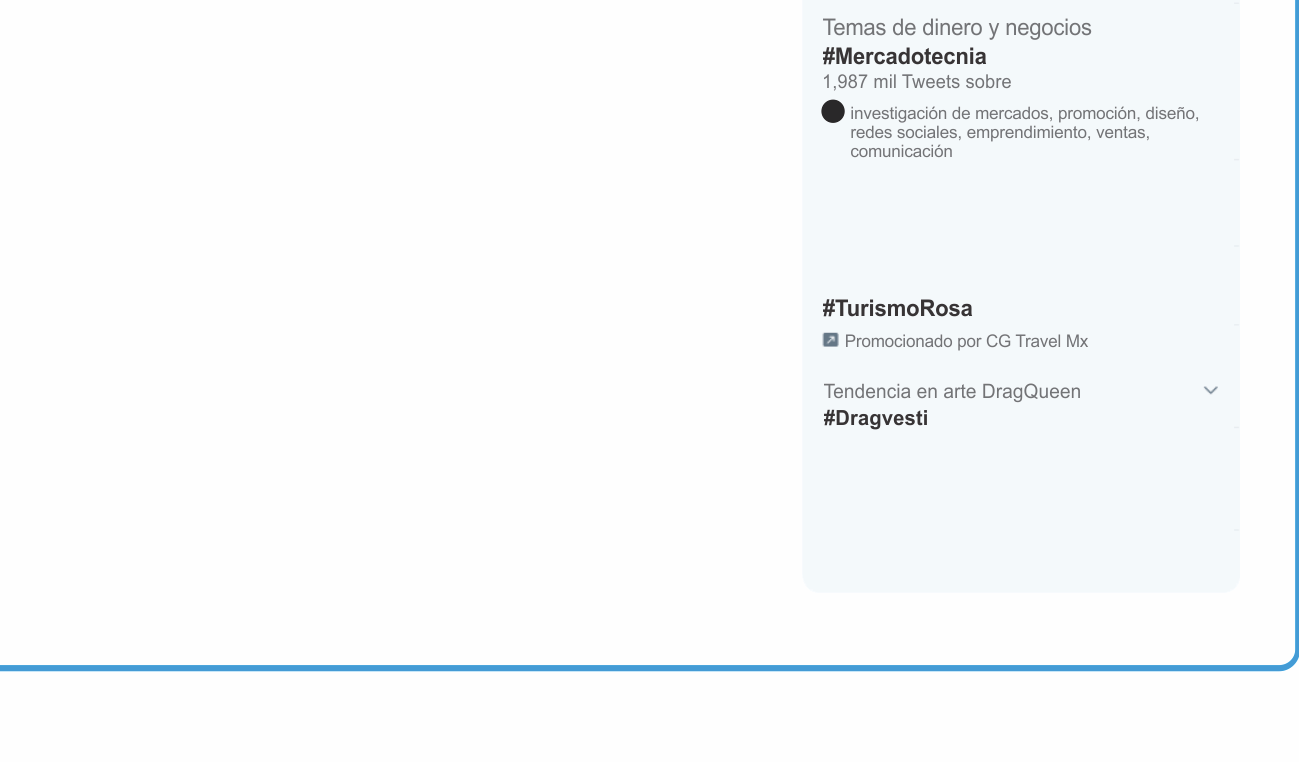 Temas de dinero y negocios
#Mercadotecnia
1,987 mil Tweets sobre
investigación de mercados, promoción, diseño,
redes sociales, emprendimiento, ventas,
comunicación
#TurismoRosa
Promocionado por CG Travel Mx
Tendencia en arte DragQueen
#Dragvesti